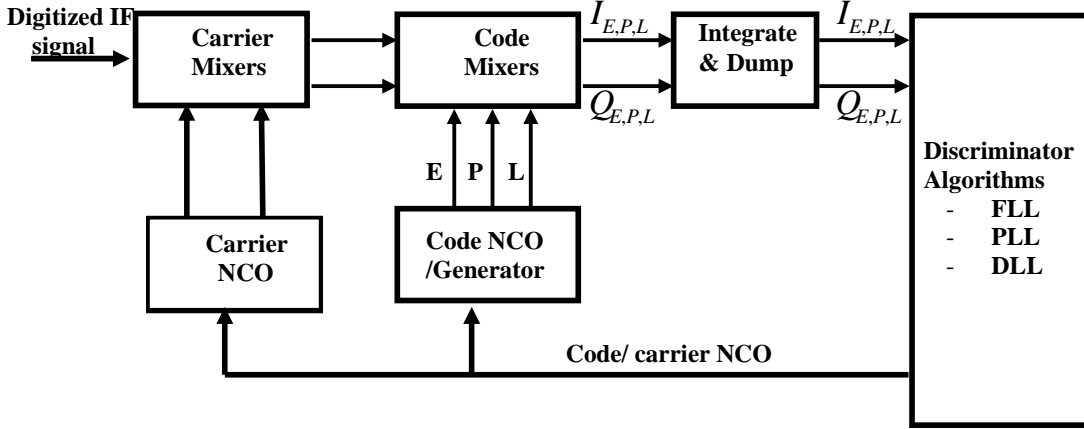 Digitized IF
signal
Carrier
Mixers
Code
Mixers
I_{E,P,L}
Q_{E,P,L}
Integrate
& Dump
I_{E,P,L}
Q_{E,P,L}
Discriminator
Algorithms
- FLL
- PLL
- DLL
E P L
Carrier
NCO
Code NCO
/Generator
Code/ carrier NCO